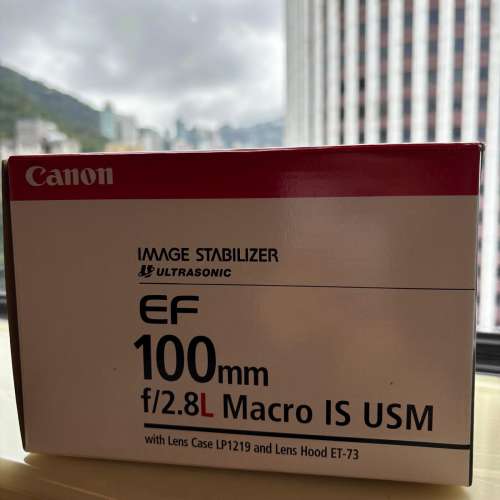 Canon
IMAGE STABILIZER
ULTRASONIC
EF
100mm
f/2.8L Macro IS USM
with Lens Case LP1219 and Lens Hood ET-73